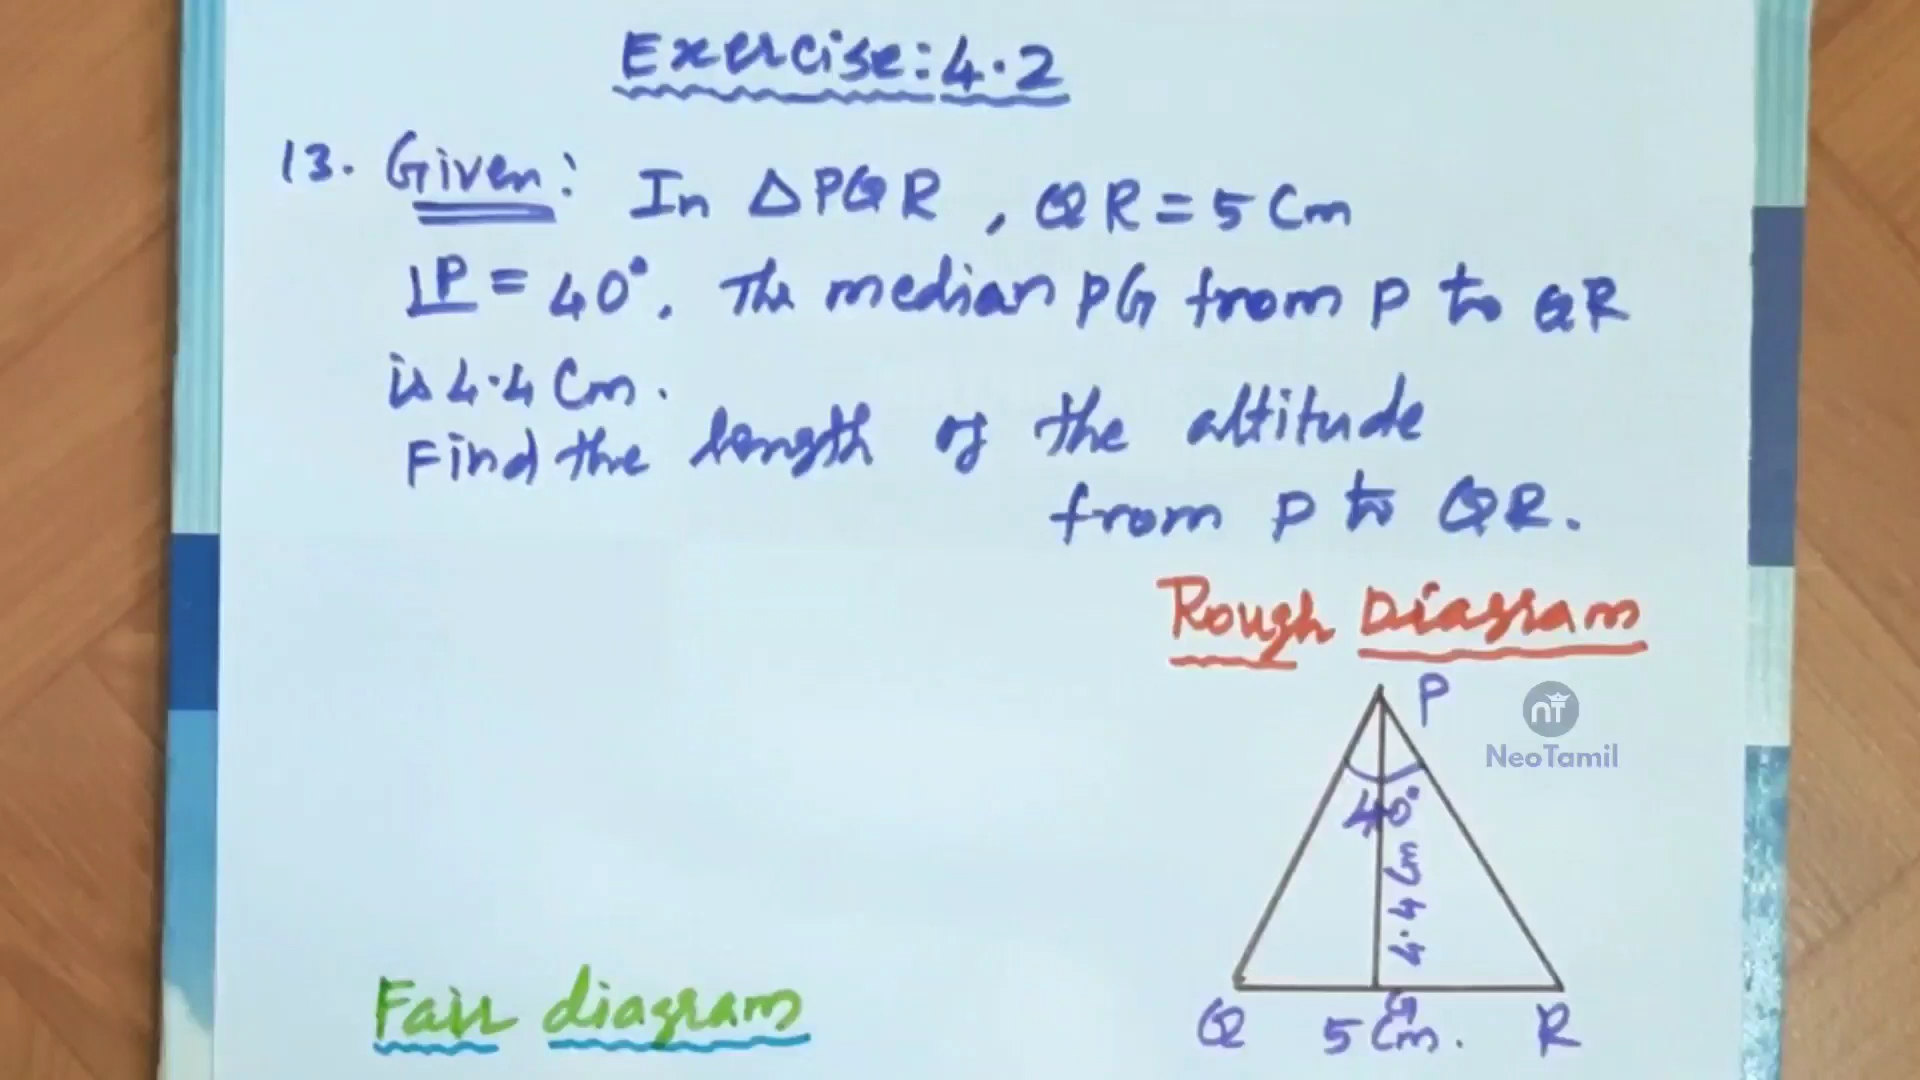 Exercise: 4.2
13. Given: In △PQR, QR = 5 Cm
∟P = 40°. The median PG from P to QR
is 4.4 Cm.
Find the length of the altitude
from P to QR.
Rough Diagram
P
nT
NeoTamil
40°
4.4 Cm
G
Q 5 Cm. R
Fair diagram